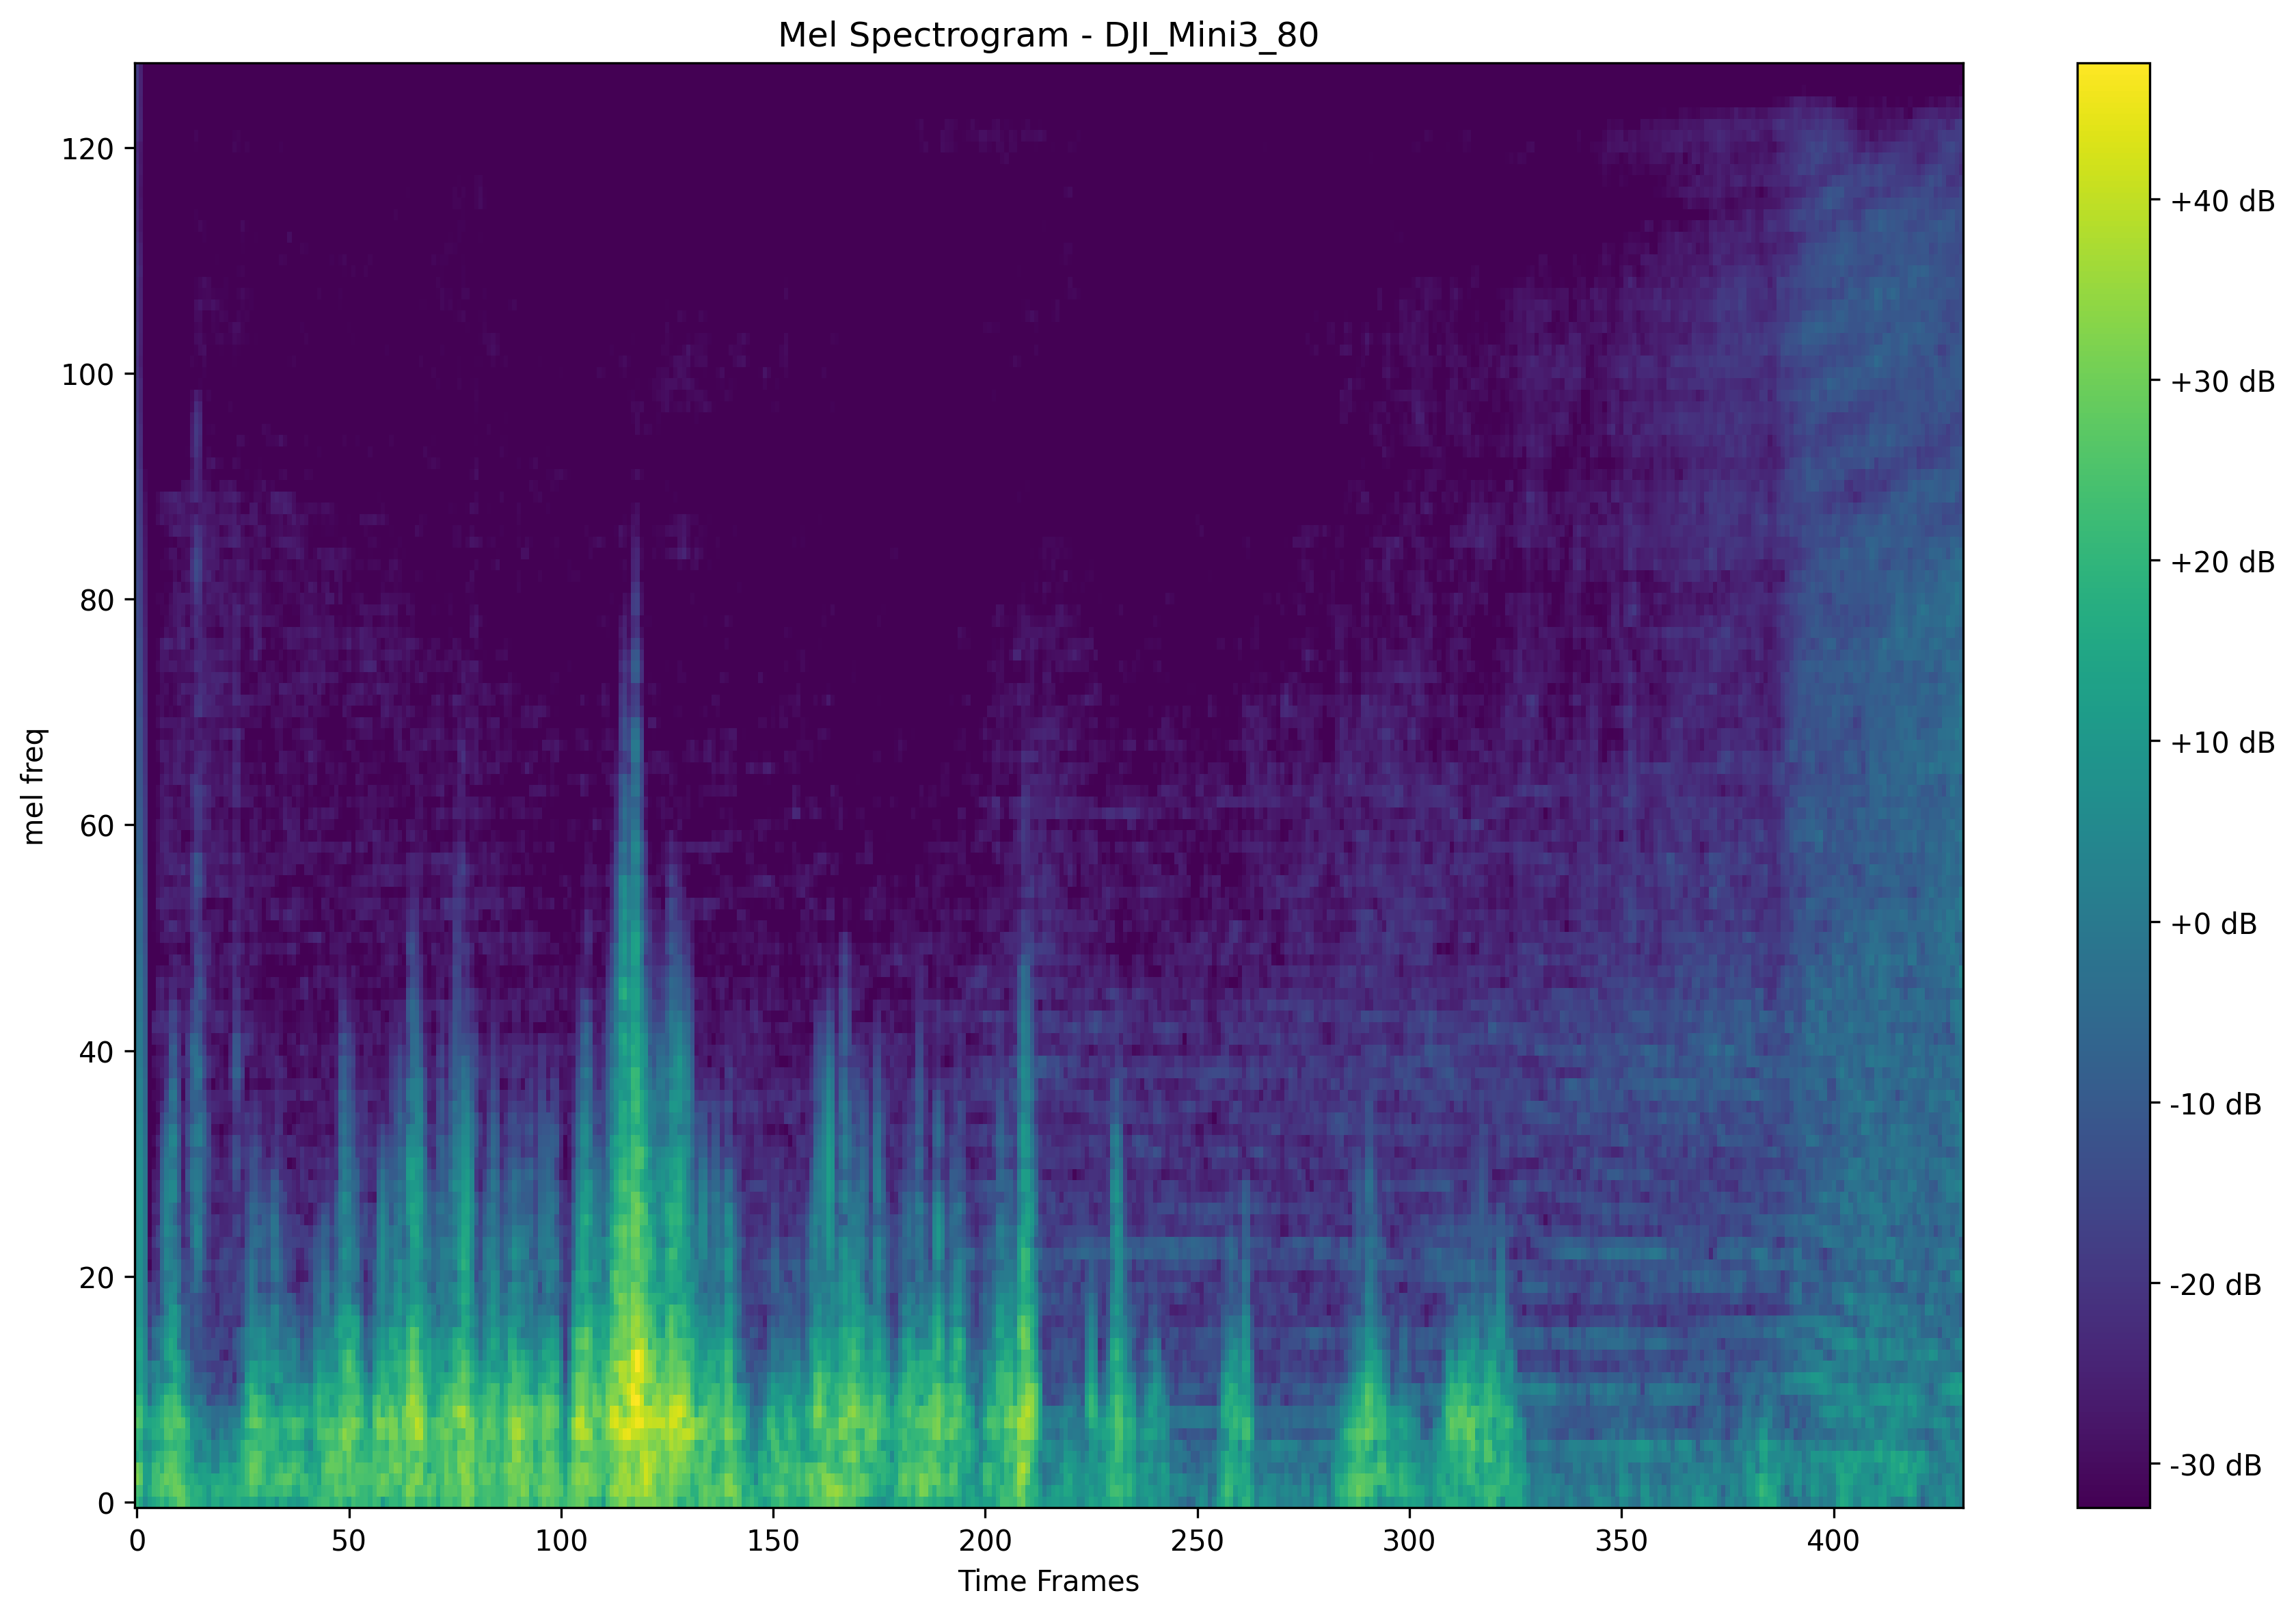 Mel Spectrogram - DJI_Mini3_80
mel freq
120
100
80
60
40
20
0
0 50 100 150 200 250 300 350 400
Time Frames
+40 dB
+30 dB
+20 dB
+10 dB
+0 dB
-10 dB
-20 dB
-30 dB